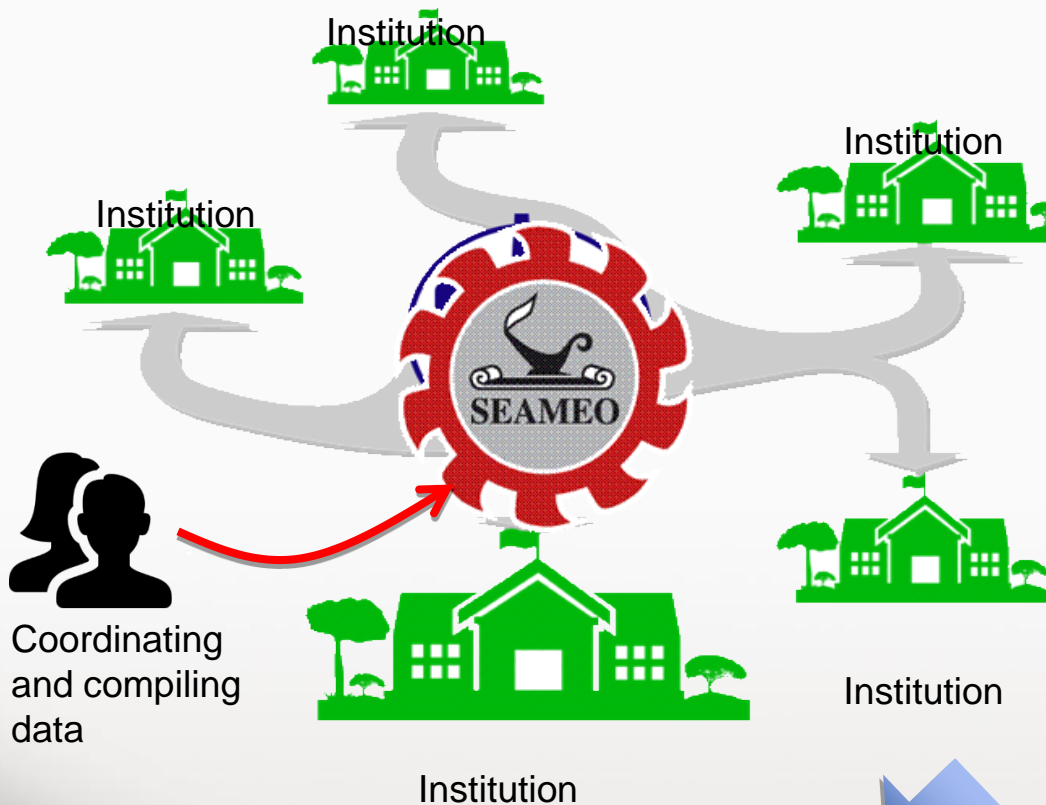 Institution
Institution
Institution
SEAMEO
Coordinating
and compiling
data
Institution
Institution